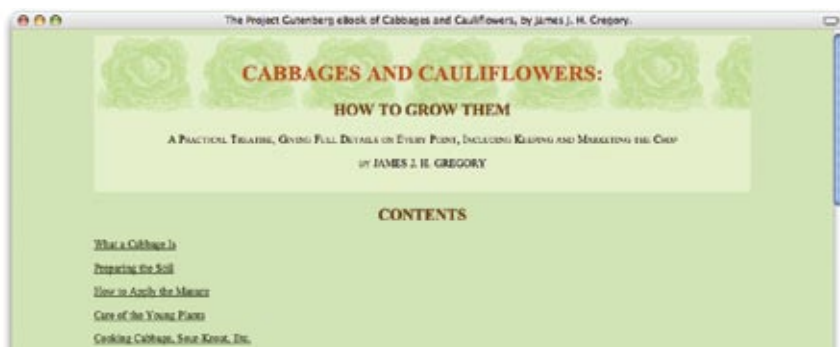 The Project Gutenberg eBook of Cabbages and Cauliflowers, by James J. H. Gregory.
CABBAGES AND CAULIFLOWERS:
HOW TO GROW THEM
A Practical Treatise, Giving Full Details on Every Point, Including Keeping and Marketing the Crop
BY JAMES J. H. GREGORY
CONTENTS
What a Cabbage Is
Preparing the Soil
How to Apply the Manure
Care of the Young Plants
Cooking Cabbage, Sour Krout, Etc.